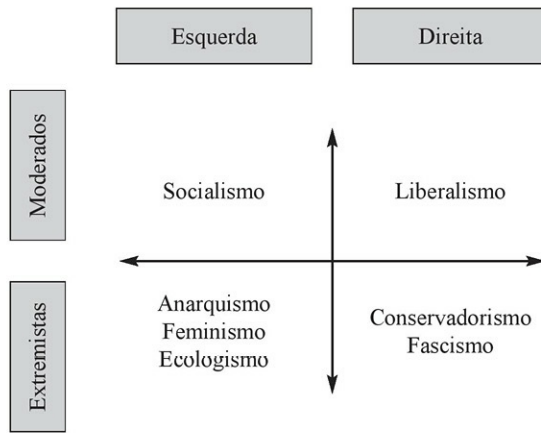 Esquerda
Direita
Moderados
Socialismo
Liberalismo
Extremistas
Anarquismo
Feminismo
Ecologismo
Conservadorismo
Fascismo